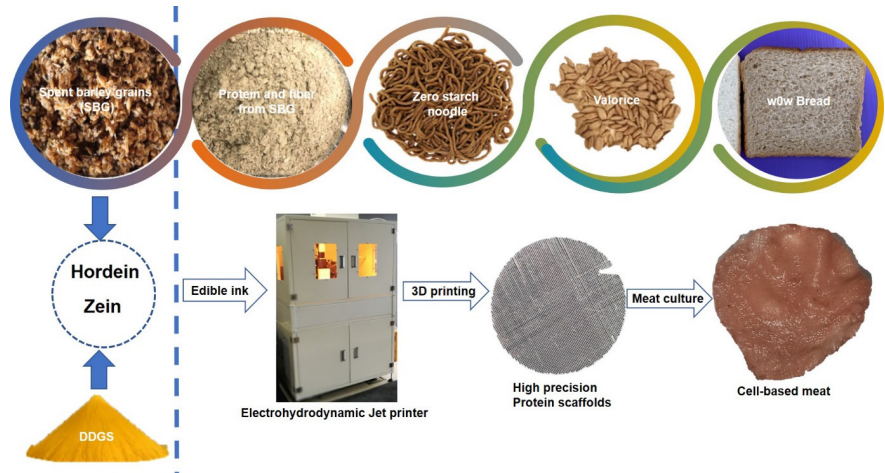 Spent barley grains
(SBG)
Protein and fiber
from SBG
Zero starch
noodle
Valorice
w0w Bread
Hordein
Zein
DDGS
Edible ink
Electrohydrodynamic Jet printer
3D printing
High precision
Protein scaffolds
Meat culture
Cell-based meat